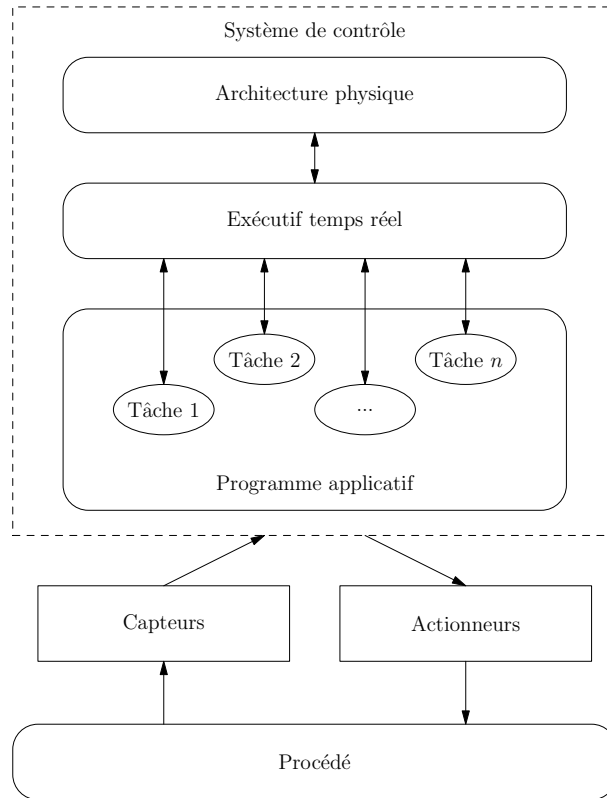 Système de contrôle
Architecture physique
Exécutif temps réel
Tâche 2
Tâche n
Tâche 1
...
Programme applicatif
Capteurs
Actionneurs
Procédé